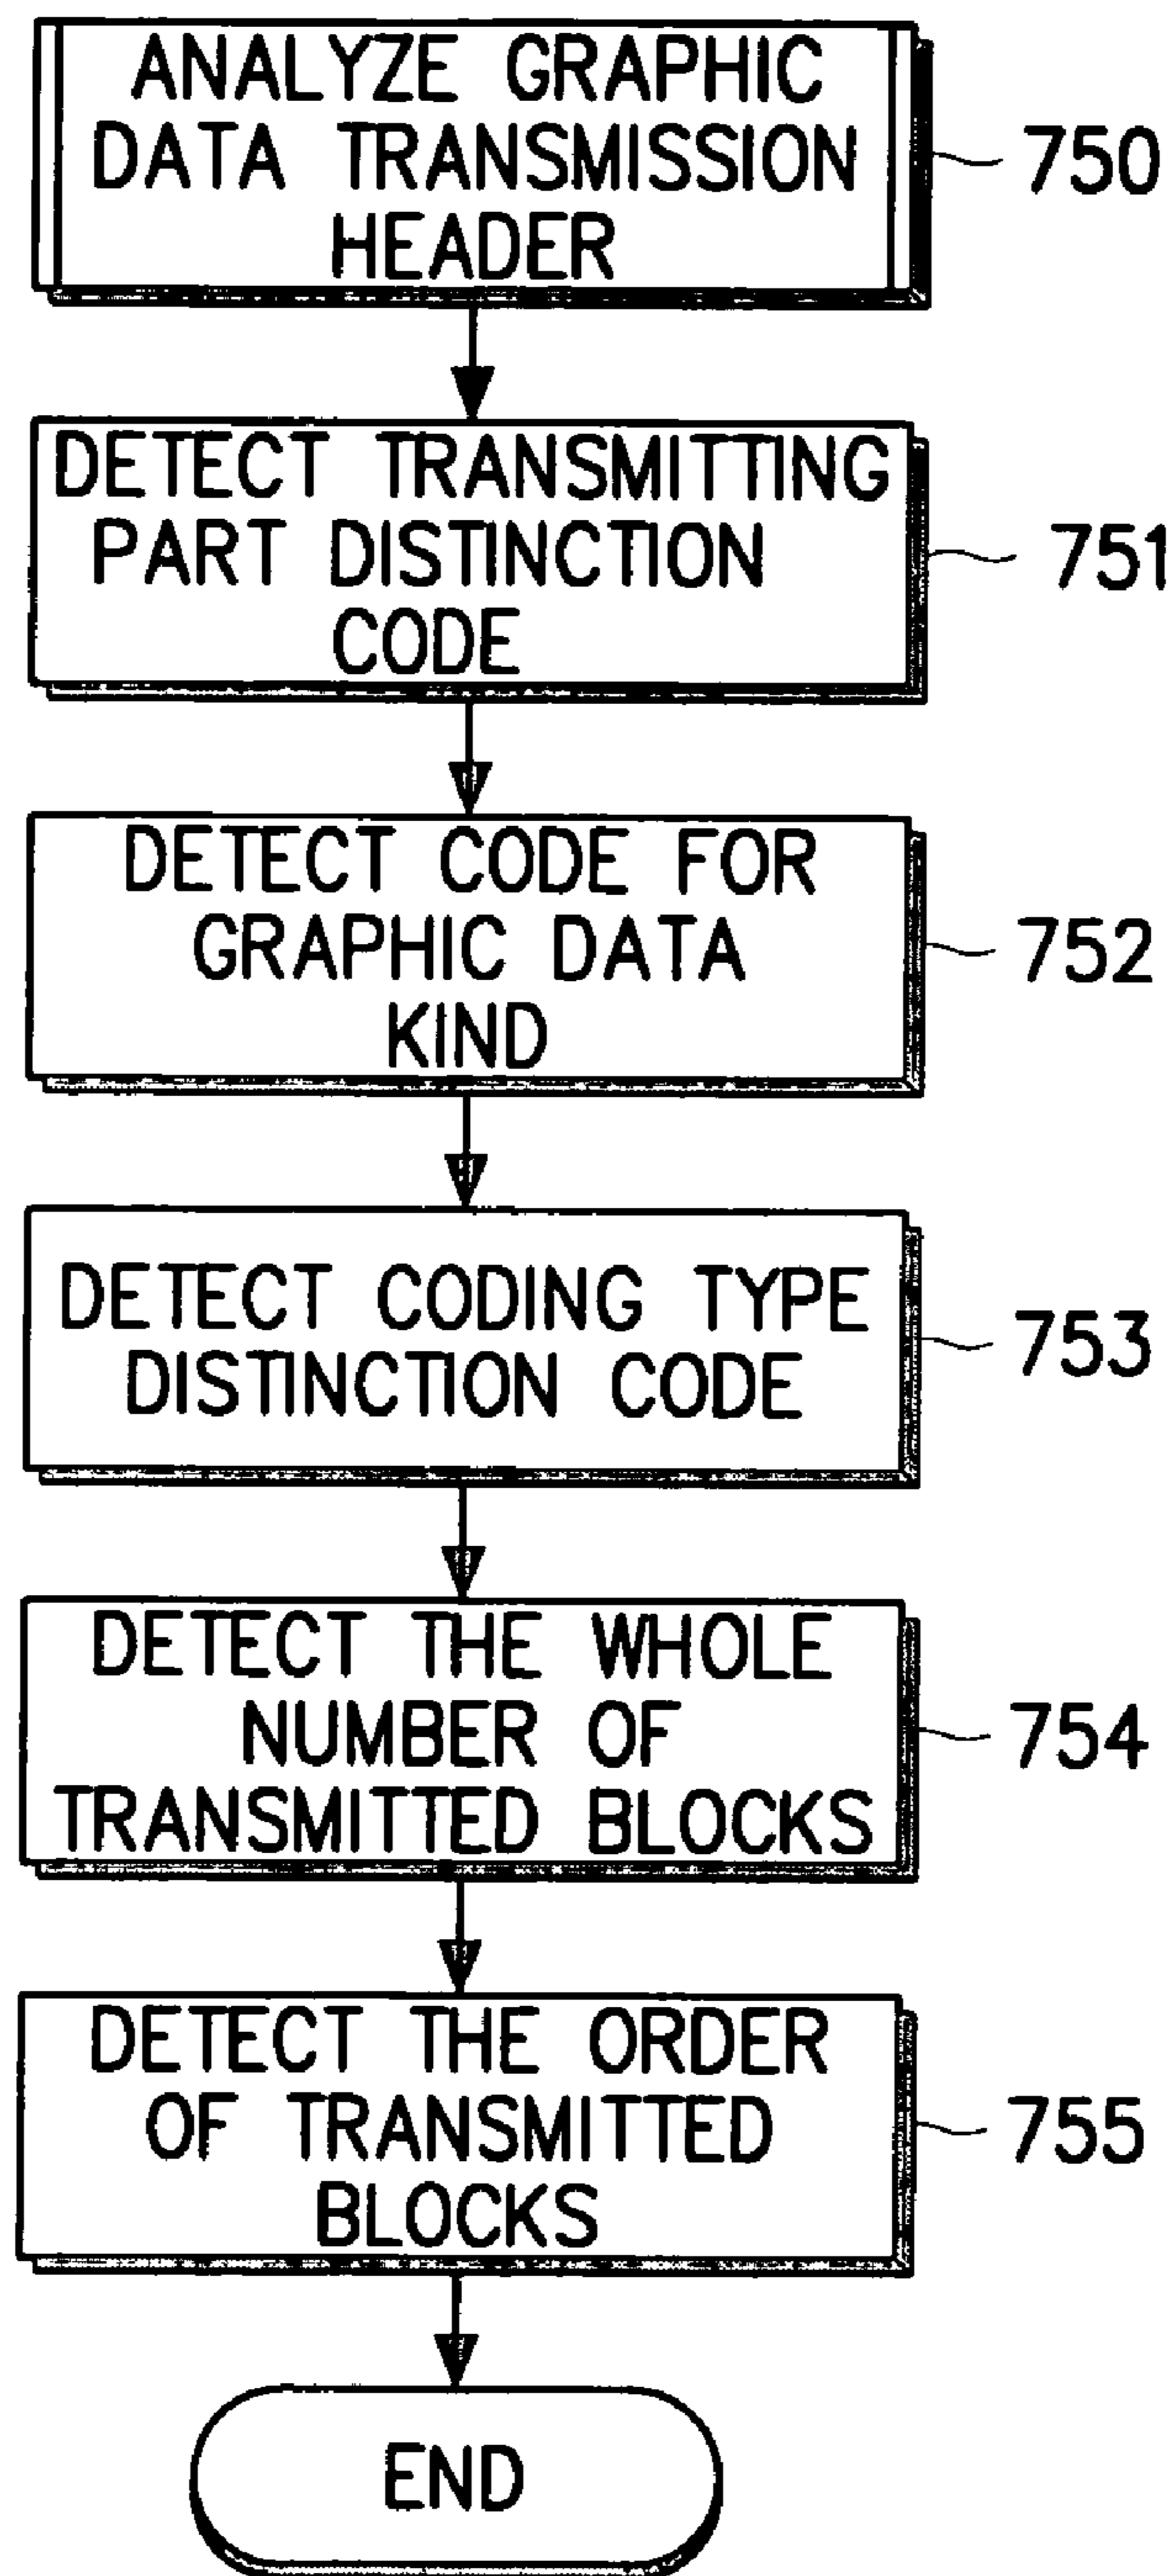 ANALYZE GRAPHIC
DATA TRANSMISSION
HEADER
750
DETECT TRANSMITTING
PART DISTINCTION
CODE
751
DETECT CODE FOR
GRAPHIC DATA
KIND
752
DETECT CODING TYPE
DISTINCTION CODE
753
DETECT THE WHOLE
NUMBER OF
TRANSMITTED BLOCKS
754
DETECT THE ORDER
OF TRANSMITTED
BLOCKS
755
END